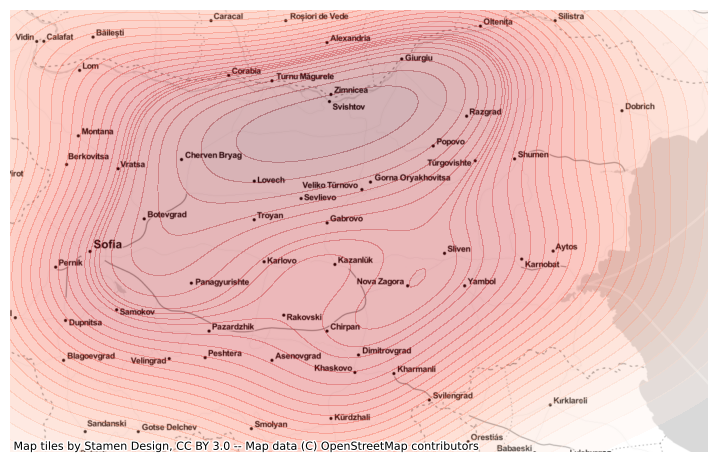 Caracal
Roșiori de Vede
Silistra
Oltenița
Băilești
Vidin
Calafat
Alexandria
Giurgiu
Lom
Corabia
Turnu Măgurele
Zimnicea
Svishtov
Dobrich
Razgrad
Montana
Popovo
Berkovitsa
Vratsa
Cherven Bryag
Türgovishte
Shumen
Pirot
Lovech
Veliko Tŭrnovo
Gorna Oryakhovitsa
Sevlievo
Botevgrad
Troyan
Gabrovo
Sofia
Sliven
Aytos
Pernik
Karlovo
Kazanlŭk
Karnobat
Panagyurishte
Nova Zagora
Yambol
Samokov
Dupnitsa
Rakovski
Pazardzhik
Chirpan
Blagoevgrad
Velingrad
Peshtera
Asenovgrad
Dimitrovgrad
Khaskovo
Kharmanli
Svilengrad
Kırklareli
Sandanski
Gotse Delchev
Smolyan
Kŭrdzhali
Orestiás
Babaeski
Map tiles by Stamen Design, CC BY 3.0 -- Map data (C) OpenStreetMap contributors